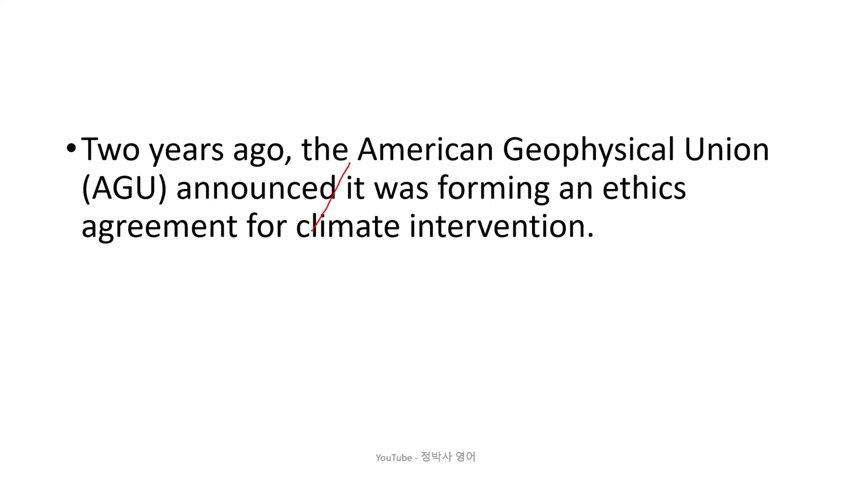 •Two years ago, the American Geophysical Union
(AGU) announced it was forming an ethics
agreement for climate intervention.
YouTube - 정박사 영어